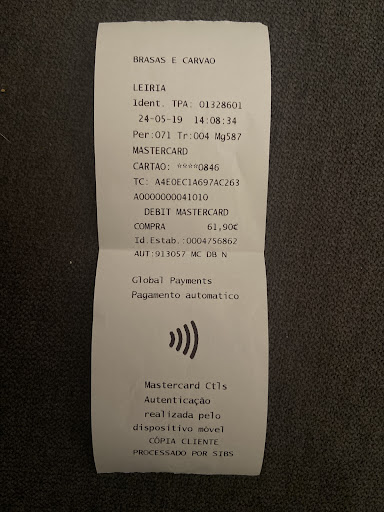 BRASAS E CARVAO
LEIRIA
Ident. TPA: 01328601
24-05-19 14:08:34
Per:071 Tr:004 Mg587
MASTERCARD
CARTAO: ****0846
TC: A4E0EC1A697AC263
A0000000041010
DEBIT MASTERCARD
COMPRA 61,90€
Id.Estab.:0004756862
AUT:913057 MC DB N
Global Payments
Pagamento automatico
Mastercard Ctls
Autenticação
realizada pelo
dispositivo móvel
CÓPIA CLIENTE
PROCESSADO POR SIBS